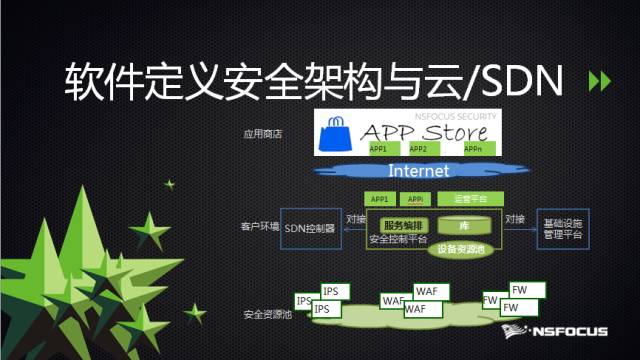 软件定义安全架构与云/SDN
NSFOCUS SECURITY
应用商店
APP Store
APP1 APP2 ... APPn
Internet
APP1 APPi 运营平台
客户环境 SDN控制器 对接 服务编排 库 对接 基础设施
管理平台
安全控制平台
设备资源池
IPS WAF FW
IPS WAF FW
IPS WAF FW
安全资源池
NSFOCUS